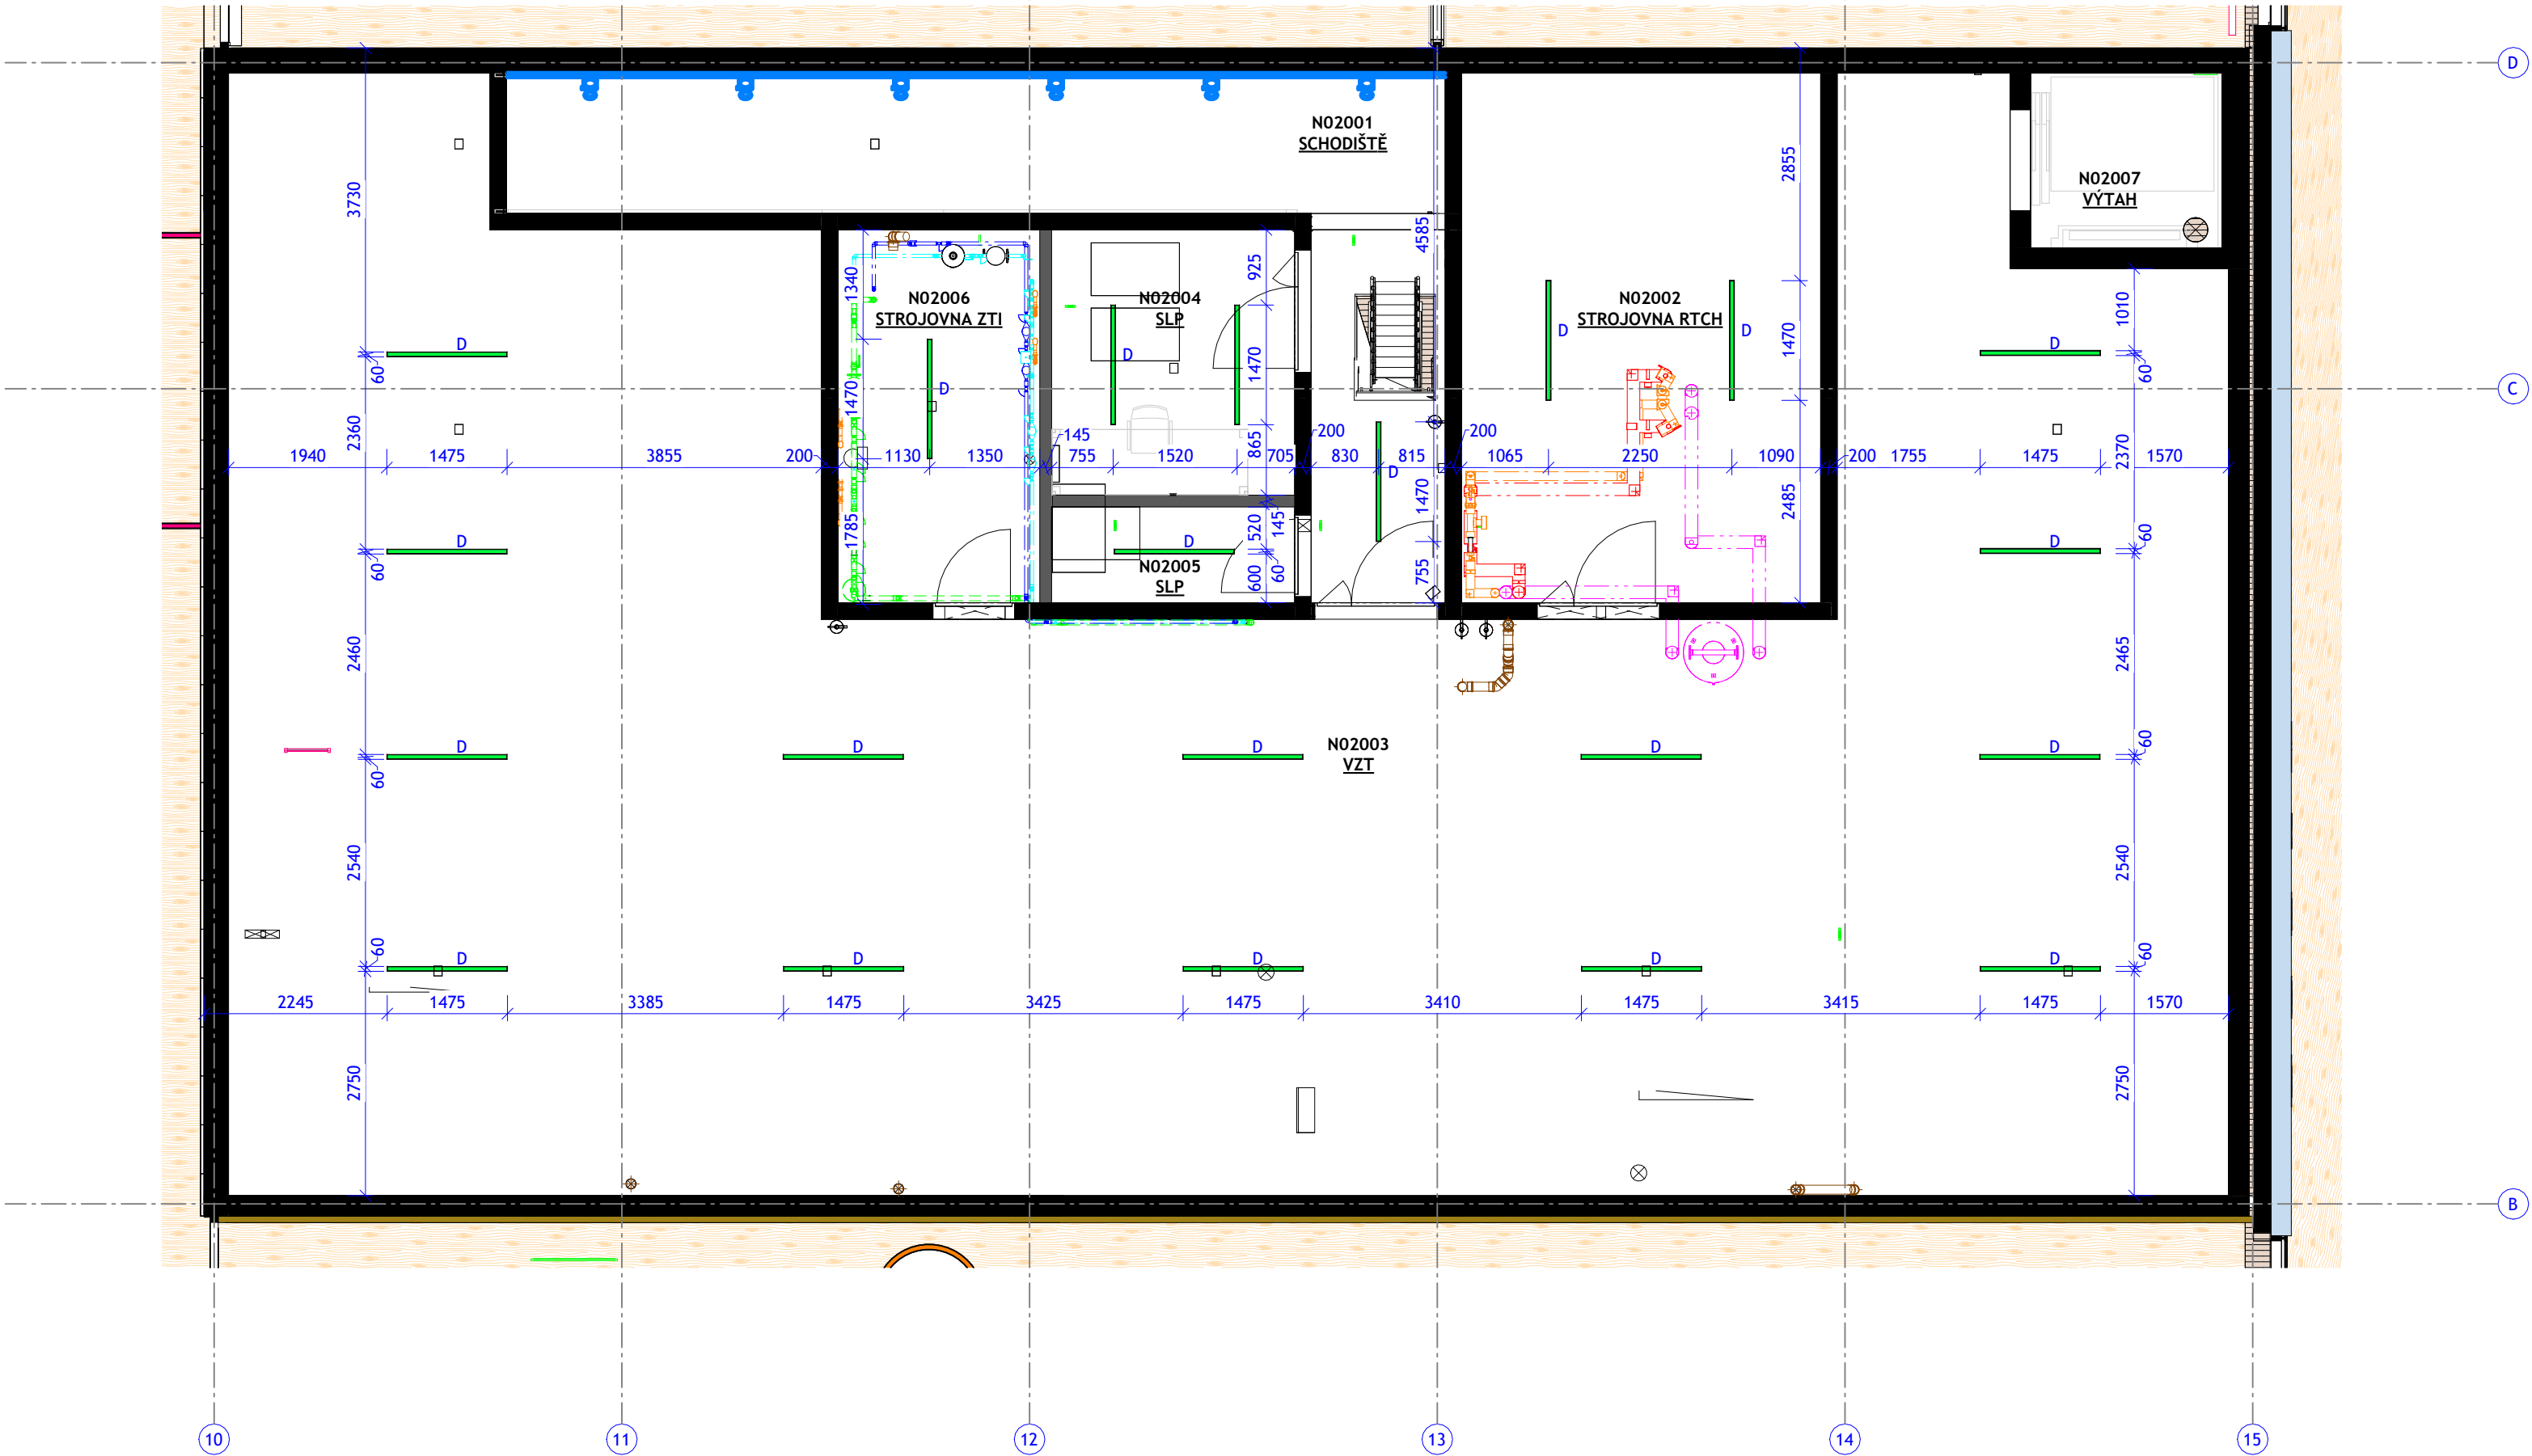 D
N02001
SCHODIŠTĚ
3730
2855
4585
N02007
VÝTAH
925
1340
N02006
STROJOVNA ZTI
N02004
SLP
N02002
STROJOVNA RTCH
1010
D
D
D
D
D
60
1470
1470
1470
60
D
C
D
2360
2370
1940
1475
3855
200
1130
1350
145
755
1520
865
705
200
830
815
200
1065
2250
1090
200
1755
1475
1570
D
1785
1470
2485
520
145
D
D
D
60
60
N02005
SLP
600
60
755
2460
2465
D
D
D
N02003
VZT
D
D
60
60
2540
2540
D
D
D
D
D
60
60
2245
1475
3385
1475
3425
1475
3410
1475
3415
1475
1570
2750
2750
B
10
11
12
13
14
15